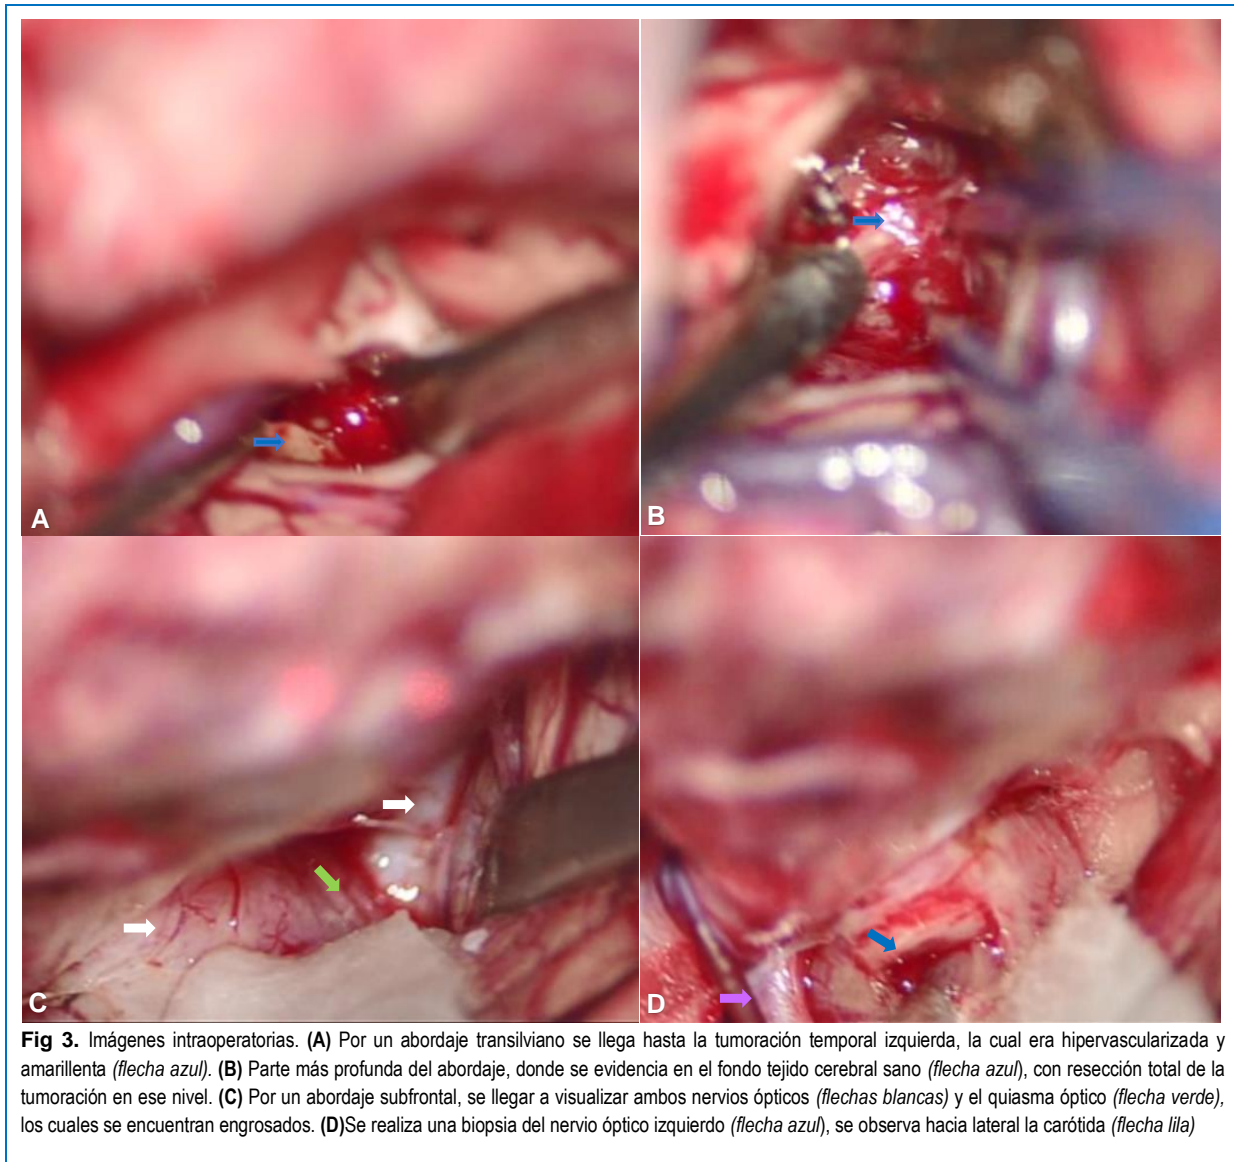 A
B
C
D
Fig 3. Imágenes intraoperatorias. (A) Por un abordaje transilviano se llega hasta la tumoración temporal izquierda, la cual era hipervascularizada y
amarillenta (flecha azul). (B) Parte más profunda del abordaje, donde se evidencia en el fondo tejido cerebral sano (flecha azul), con resección total de la
tumoración en ese nivel. (C) Por un abordaje subfrontal, se llegar a visualizar ambos nervios ópticos (flechas blancas) y el quiasma óptico (flecha verde),
los cuales se encuentran engrosados. (D)Se realiza una biopsia del nervio óptico izquierdo (flecha azul), se observa hacia lateral la carótida (flecha lila)